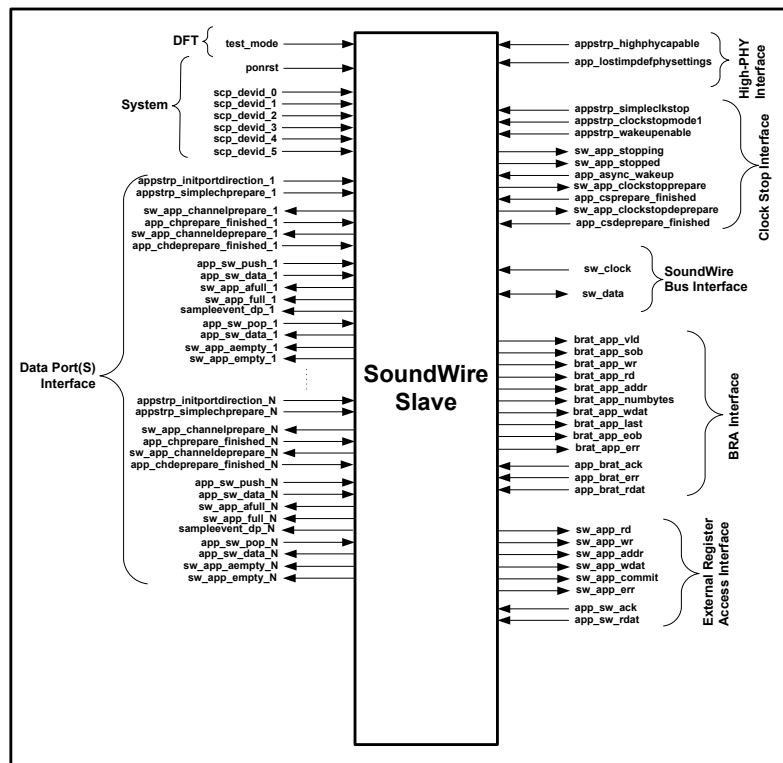 DFT
test_mode
ponrst
System
scp_devid_0
scp_devid_1
scp_devid_2
scp_devid_3
scp_devid_4
scp_devid_5
Data Port(S)
Interface
appstrp_initportdirection_1
appstrp_simplechprepare_1
sw_app_channelprepare_1
app_chprepare_finished_1
sw_app_channeldeprepare_1
app_chdeprepare_finished_1
app_sw_push_1
app_sw_data_1
sw_app_afull_1
sw_app_full_1
sampleevent_dp_1
app_sw_pop_1
sw_app_data_1
sw_app_aempty_1
sw_app_empty_1
appstrp_initportdirection_N
appstrp_simplechprepare_N
sw_app_channelprepare_N
app_chprepare_finished_N
sw_app_channeldeprepare_N
app_chdeprepare_finished_N
app_sw_push_N
app_sw_data_N
sw_app_afull_N
sw_app_full_N
sampleevent_dp_N
app_sw_pop_N
app_sw_data_N
sw_app_aempty_N
sw_app_empty_N
SoundWire
Slave
appstrp_highphycapable
app_lostimpdefphysettings
High-PHY
Interface
appstrp_simpleclkstop
appstrp_clockstopmode1
appstrp_wakeupenable
sw_app_stopping
sw_app_stopped
app_async_wakeup
sw_app_clockstopprepare
app_csprepare_finished
sw_app_clockstopdeprepare
app_csdeprepare_finished
Clock Stop Interface
sw_clock
sw_data
SoundWire
Bus Interface
brat_app_vld
brat_app_sob
brat_app_wr
brat_app_rd
brat_app_addr
brat_app_numbytes
brat_app_wdat
brat_app_last
brat_app_eob
brat_app_err
app_brat_ack
app_brat_err
app_brat_rdat
BRA Interface
sw_app_rd
sw_app_wr
sw_app_addr
sw_app_wdat
sw_app_commit
sw_app_err
app_sw_ack
app_sw_rdat
External Register
Access Interface